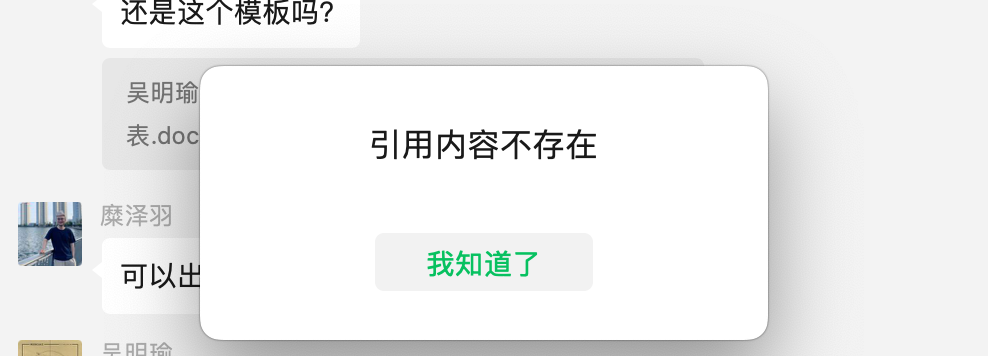 还是这个模板吗？
吴明瑜
表.doc
引用内容不存在
糜泽羽
我知道了
可以出
吴明瑜